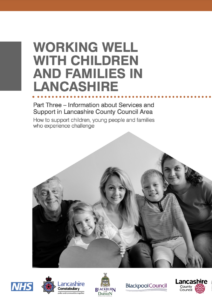 WORKING WELL
WITH CHILDREN
AND FAMILIES IN
LANCASHIRE
Part Three – Information about Services and
Support in Lancashire County Council Area
How to support children, young people and families
who experience challenge
NHS
Lancashire
Constabulary
BLACKBURN
DARWEN
BlackpoolCouncil
Lancashire
County
Council